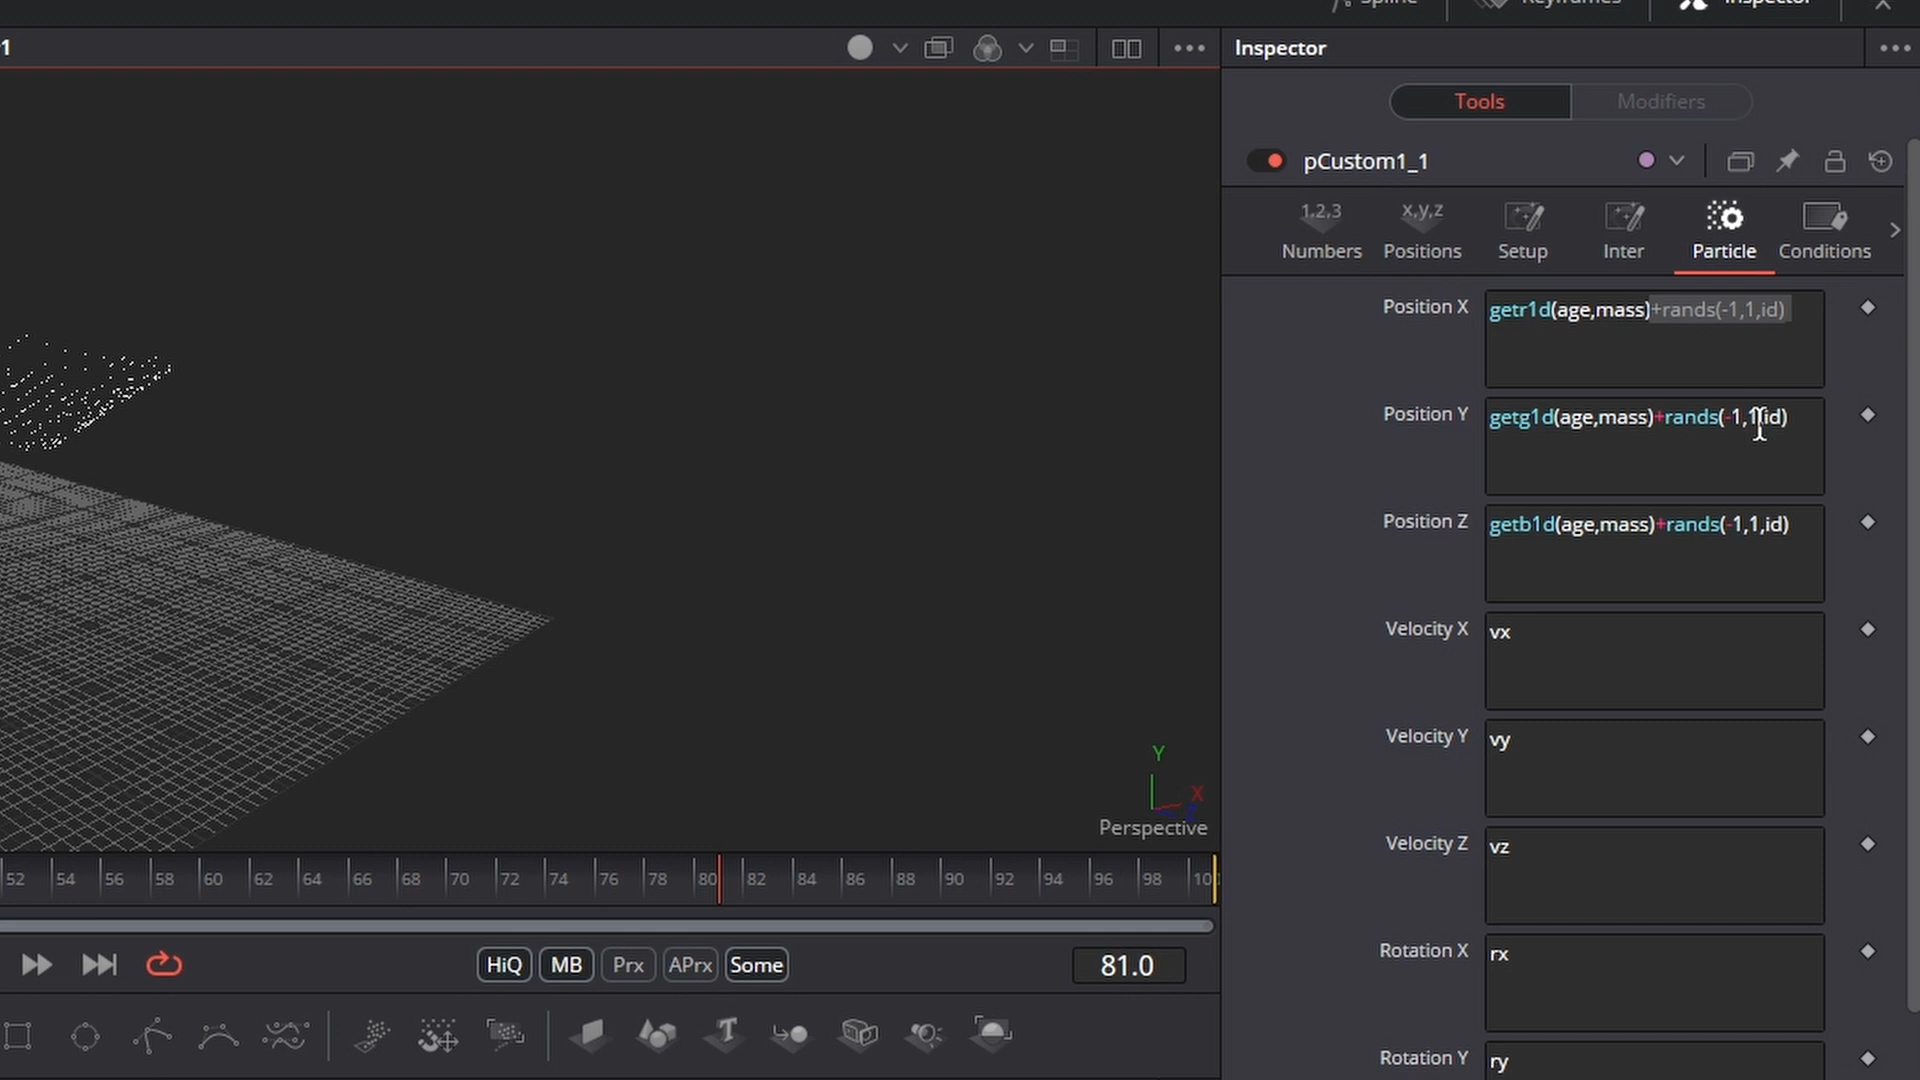 Spline Keyframes Inspector
1
Inspector
Tools Modifiers
pCustom1_1
1,2,3 x,y,z
Numbers Positions Setup Inter Particle Conditions
Position X getr1d(age,mass)+rands(-1,1,id)
Position Y getg1d(age,mass)+rands(-1,1,id)
Position Z getb1d(age,mass)+rands(-1,1,id)
Velocity X vx
Velocity Y vy
Velocity Z vz
Rotation X rx
Rotation Y ry
Y
X
Perspective
52 54 56 58 60 62 64 66 68 70 72 74 76 78 80 82 84 86 88 90 92 94 96 98 10
HiQ MB Prx APrx Some 81.0